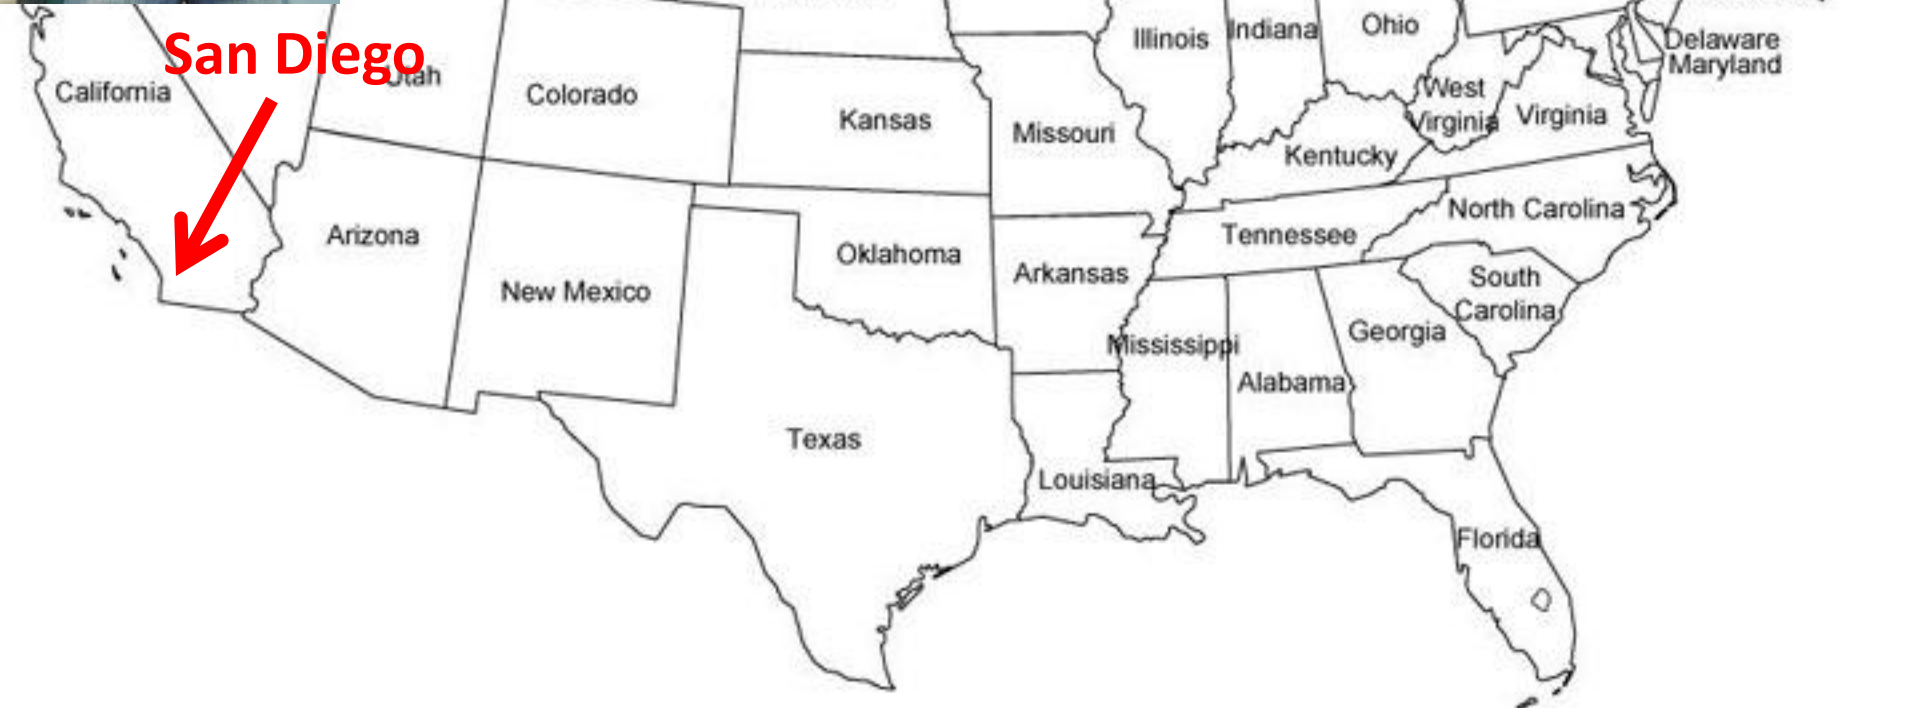 San Diego
Illinois
Indiana
Ohio
Delaware
Maryland
California
Utah
Colorado
Kansas
Missouri
West
Virginia
Virginia
Kentucky
Arizona
New Mexico
Oklahoma
Arkansas
Tennessee
North Carolina
South
Carolina
Mississippi
Alabama
Georgia
Texas
Louisiana
Florida